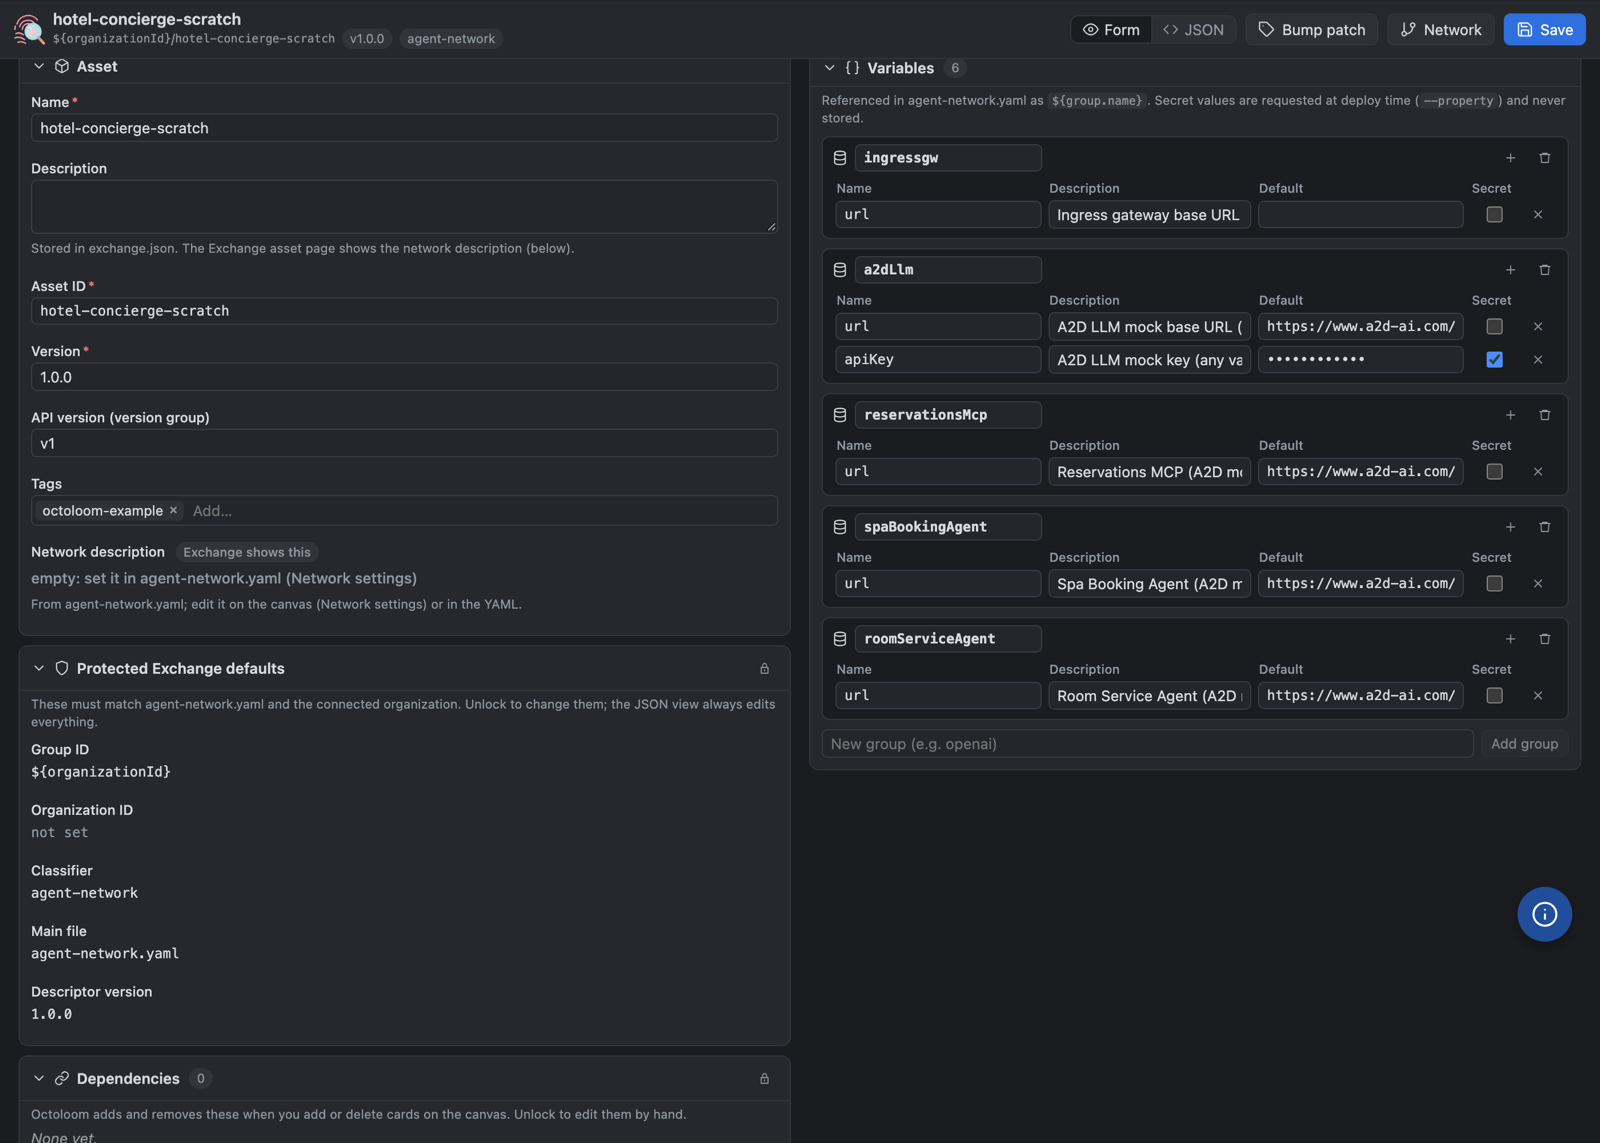 hotel-concierge-scratch
${organizationId}/hotel-concierge-scratch
v1.0.0
agent-network
Form
JSON
Bump patch
Network
Save
Asset
Name*
hotel-concierge-scratch
Description
Stored in exchange.json. The Exchange asset page shows the network description (below).
Asset ID*
hotel-concierge-scratch
Version*
1.0.0
API version (version group)
v1
Tags
octoloom-example ×
Add...
Network description
Exchange shows this
empty: set it in agent-network.yaml (Network settings)
From agent-network.yaml; edit it on the canvas (Network settings) or in the YAML.
Protected Exchange defaults
These must match agent-network.yaml and the connected organization. Unlock to change them; the JSON view always edits
everything.
Group ID
${organizationId}
Organization ID
not set
Classifier
agent-network
Main file
agent-network.yaml
Descriptor version
1.0.0
Dependencies 0
Octoloom adds and removes these when you add or delete cards on the canvas. Unlock to edit them by hand.
None yet.
{} Variables 6
Referenced in agent-network.yaml as ${group.name}. Secret values are requested at deploy time (--property) and never
stored.
ingressgw
Name Description Default Secret
url Ingress gateway base URL
a2dLlm
Name Description Default Secret
url A2D LLM mock base URL ( https://www.a2d-ai.com/
apiKey A2D LLM mock key (any va ••••••••••••
reservationsMcp
Name Description Default Secret
url Reservations MCP (A2D mo https://www.a2d-ai.com/
spaBookingAgent
Name Description Default Secret
url Spa Booking Agent (A2D m https://www.a2d-ai.com/
roomServiceAgent
Name Description Default Secret
url Room Service Agent (A2D https://www.a2d-ai.com/
New group (e.g. openai)
Add group